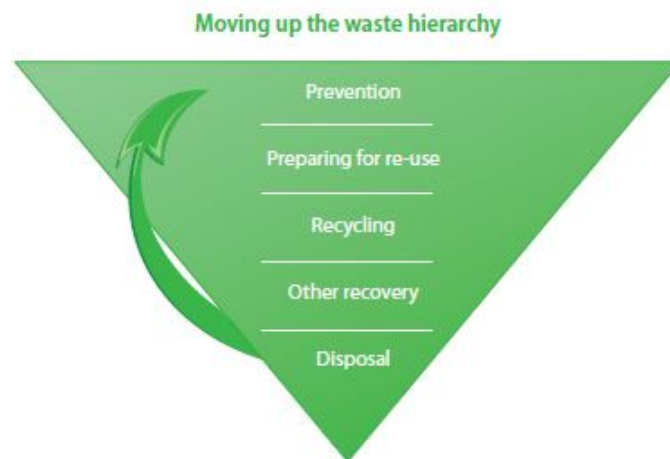 Moving up the waste hierarchy
Prevention
Preparing for re-use
Recycling
Other recovery
Disposal